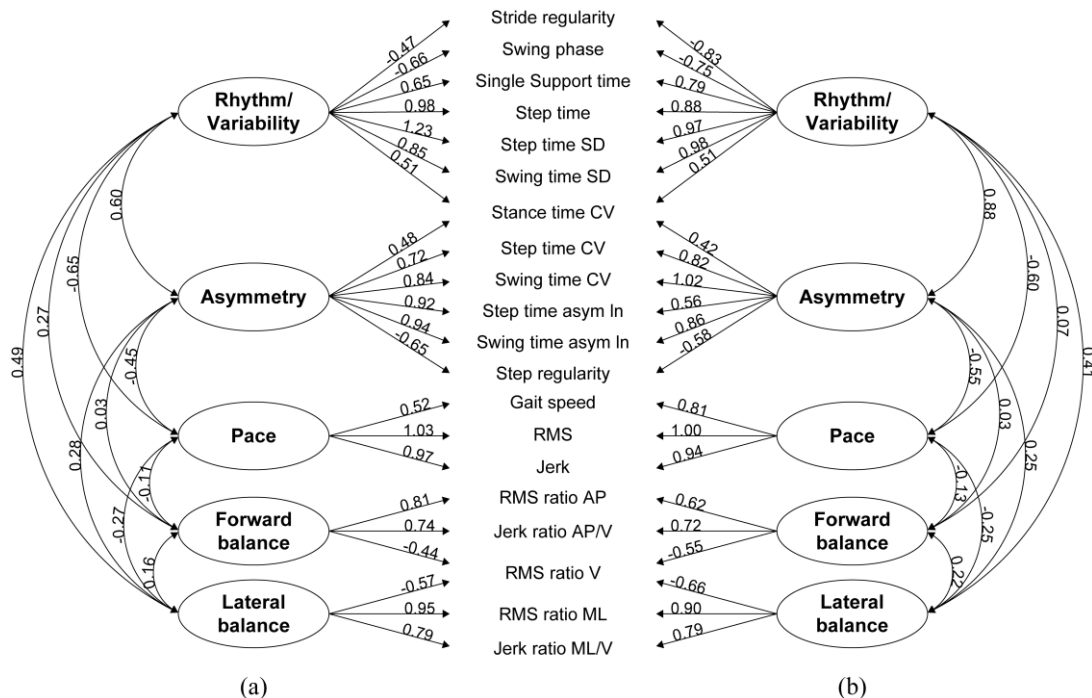 Stride regularity
Swing phase
Single Support time
Step time
Step time SD
Swing time SD
Stance time CV
Step time CV
Swing time CV
Step time asym ln
Swing time asym ln
Step regularity
Gait speed
RMS
Jerk
RMS ratio AP
Jerk ratio AP/V
RMS ratio V
RMS ratio ML
Jerk ratio ML/V
Rhythm/
Variability
Asymmetry
Pace
Forward
balance
Lateral
balance
-0.47
-0.66
0.65
0.98
1.23
0.85
0.51
0.48
0.72
0.84
0.92
0.94
-0.65
0.52
1.03
0.97
0.81
0.74
-0.44
-0.57
0.95
0.79
0.60
-0.65
0.27
0.49
-0.45
0.03
0.28
-0.11
-0.27
0.16
(a)
Rhythm/
Variability
Asymmetry
Pace
Forward
balance
Lateral
balance
-0.83
-0.75
0.79
0.88
0.97
0.98
0.51
0.42
0.82
1.02
0.56
0.86
-0.58
0.81
1.00
0.94
0.62
0.72
-0.55
-0.66
0.90
0.79
0.88
-0.60
0.07
0.41
-0.55
0.03
0.25
-0.13
-0.25
0.22
(b)